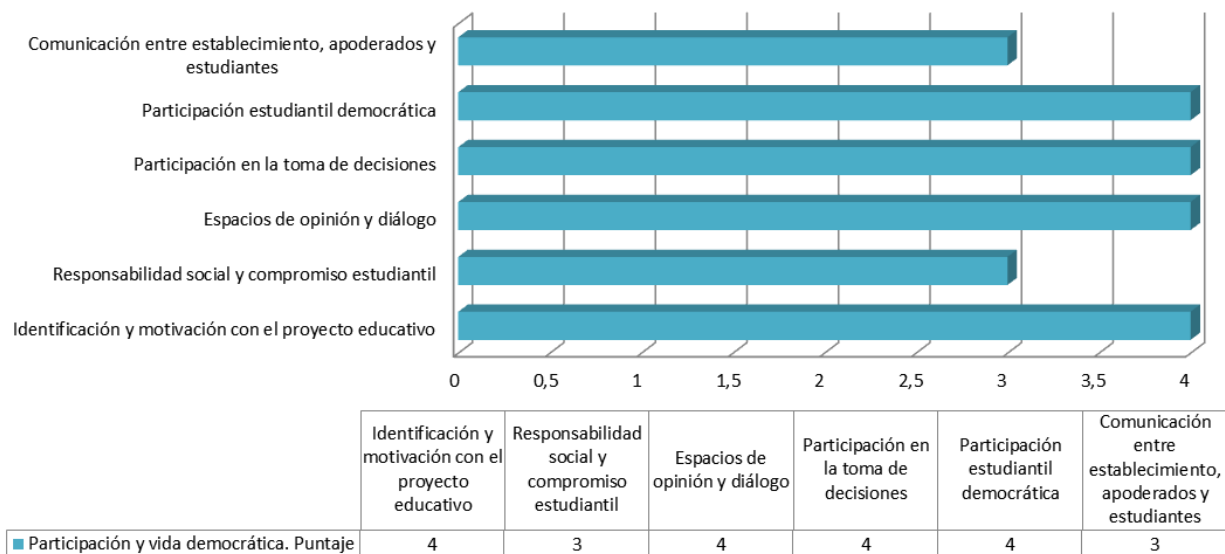 Comunicación entre establecimiento, apoderados y
estudiantes
Participación estudiantil democrática
Participación en la toma de decisiones
Espacios de opinión y diálogo
Responsabilidad social y compromiso estudiantil
Identificación y motivación con el proyecto educativo
0 0,5 1 1,5 2 2,5 3 3,5 4
Identificación y
motivación con el
proyecto
educativo
Responsabilidad
social y
compromiso
estudiantil
Espacios de
opinión y diálogo
Participación en
la toma de
decisiones
Participación
estudiantil
democrática
Comunicación
entre
establecimiento,
apoderados y
estudiantes
Participación y vida democrática. Puntaje 4 3 4 4 4 3